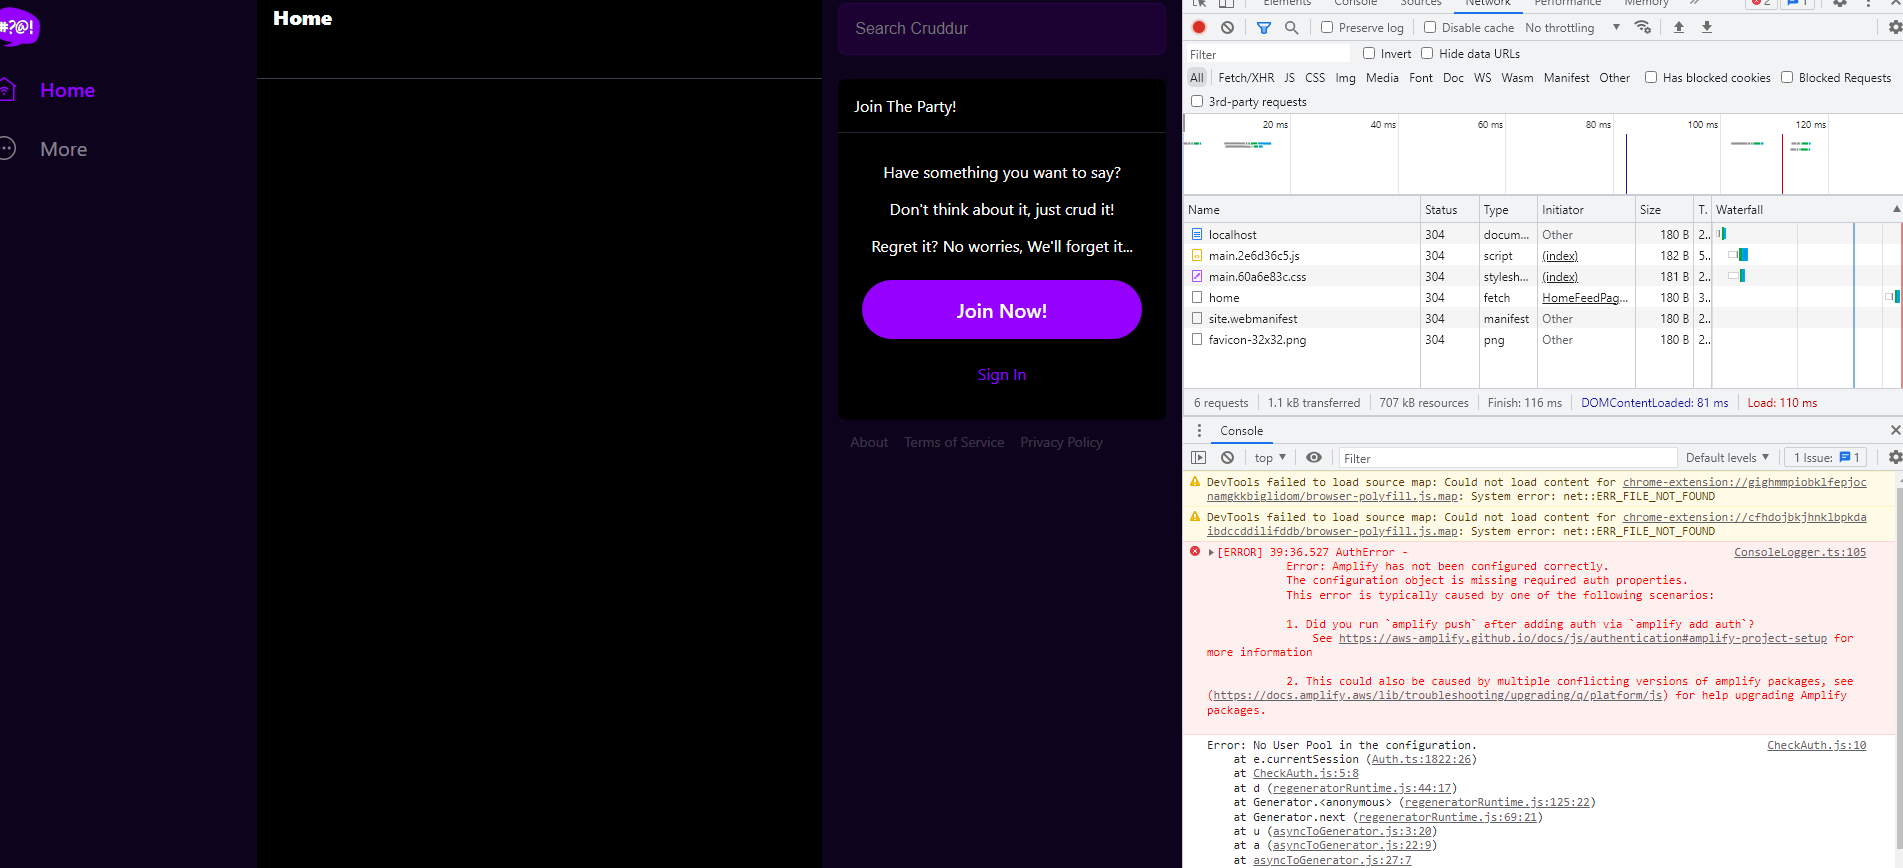 #?@!
Home
More
Home
Search Cruddur
Join The Party!
Have something you want to say?
Don't think about it, just crud it!
Regret it? No worries, We'll forget it...
Join Now!
Sign In
About Terms of Service Privacy Policy
Elements Console Sources Network Performance Memory » 2 1
Preserve log Disable cache No throttling
Filter Invert Hide data URLs
All Fetch/XHR JS CSS Img Media Font Doc WS Wasm Manifest Other Has blocked cookies Blocked Requests
3rd-party requests
20 ms 40 ms 60 ms 80 ms 100 ms 120 ms
Name Status Type Initiator Size T. Waterfall
localhost 304 docum... Other 180 B 2..
main.2e6d36c5.js 304 script (index) 182 B 5..
main.60a6e83c.css 304 stylesh... (index) 181 B 2..
home 304 fetch HomeFeedPag... 180 B 3..
site.webmanifest 304 manifest Other 180 B 2..
favicon-32x32.png 304 png Other 180 B 2..
6 requests 1.1 kB transferred 707 kB resources Finish: 116 ms DOMContentLoaded: 81 ms Load: 110 ms
Console
top Filter Default levels 1 Issue: 1
DevTools failed to load source map: Could not load content for chrome-extension://gighmmpiobklfepjoc
namgkkbiglidom/browser-polyfill.js.map: System error: net::ERR_FILE_NOT_FOUND
DevTools failed to load source map: Could not load content for chrome-extension://cfhdojbkjhnklbpkda
ibdccddilifddb/browser-polyfill.js.map: System error: net::ERR_FILE_NOT_FOUND
[ERROR] 39:36.527 AuthError - ConsoleLogger.ts:105
Error: Amplify has not been configured correctly.
The configuration object is missing required auth properties.
This error is typically caused by one of the following scenarios:
1. Did you run `amplify push` after adding auth via `amplify add auth`?
See https://aws-amplify.github.io/docs/js/authentication#amplify-project-setup for
more information
2. This could also be caused by multiple conflicting versions of amplify packages, see
(https://docs.amplify.aws/lib/troubleshooting/upgrading/q/platform/js) for help upgrading Amplify
packages.
Error: No User Pool in the configuration. CheckAuth.js:10
at e.currentSession (Auth.ts:1822:26)
at CheckAuth.js:5:8
at d (regeneratorRuntime.js:44:17)
at Generator.<anonymous> (regeneratorRuntime.js:125:22)
at Generator.next (regeneratorRuntime.js:69:21)
at u (asyncToGenerator.js:3:20)
at a (asyncToGenerator.js:22:9)
at asyncToGenerator.js:27:7